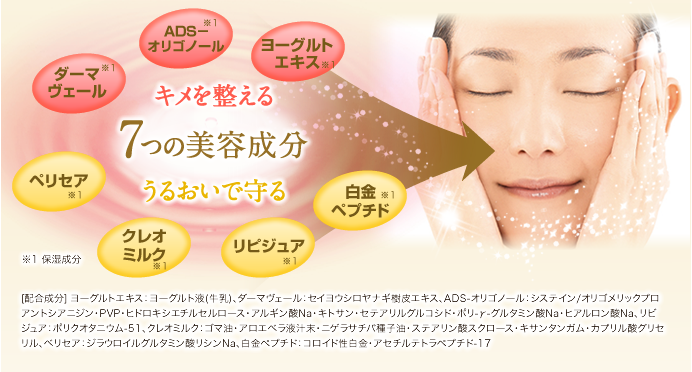 ADS−
オリゴノール※1
ヨーグルト
エキス※1
ダーマ※1
ヴェール
キメを整える
7つの美容成分
うるおいで守る
ペリセア
※1
白金※1
ペプチド
クレオ
ミルク
※1
リピジュア
※1
※1 保湿成分
[配合成分] ヨーグルトエキス：ヨーグルト液(牛乳)、ダーマヴェール：セイヨウシロヤナギ樹皮エキス、ADS-オリゴノール：システイン/オリゴメリックプロ
アントシアニジン・PVP・ヒドロキシエチルセルロース・アルギン酸Na・キトサン・セテアリルグルコシド・ポリ-γ-グルタミン酸Na・ヒアルロン酸Na、リピ
ジュア：ポリクオタニウム-51、クレオミルク：ゴマ油・アロエベラ液汁末・ニゲラサチバ種子油・ステアリン酸スクロース・キサンタンガム・カプリル酸グリセ
リル、ペリセア：ジラウロイルグルタミン酸リシンNa、白金ペプチド：コロイド性白金・アセチルテトラペプチド-17